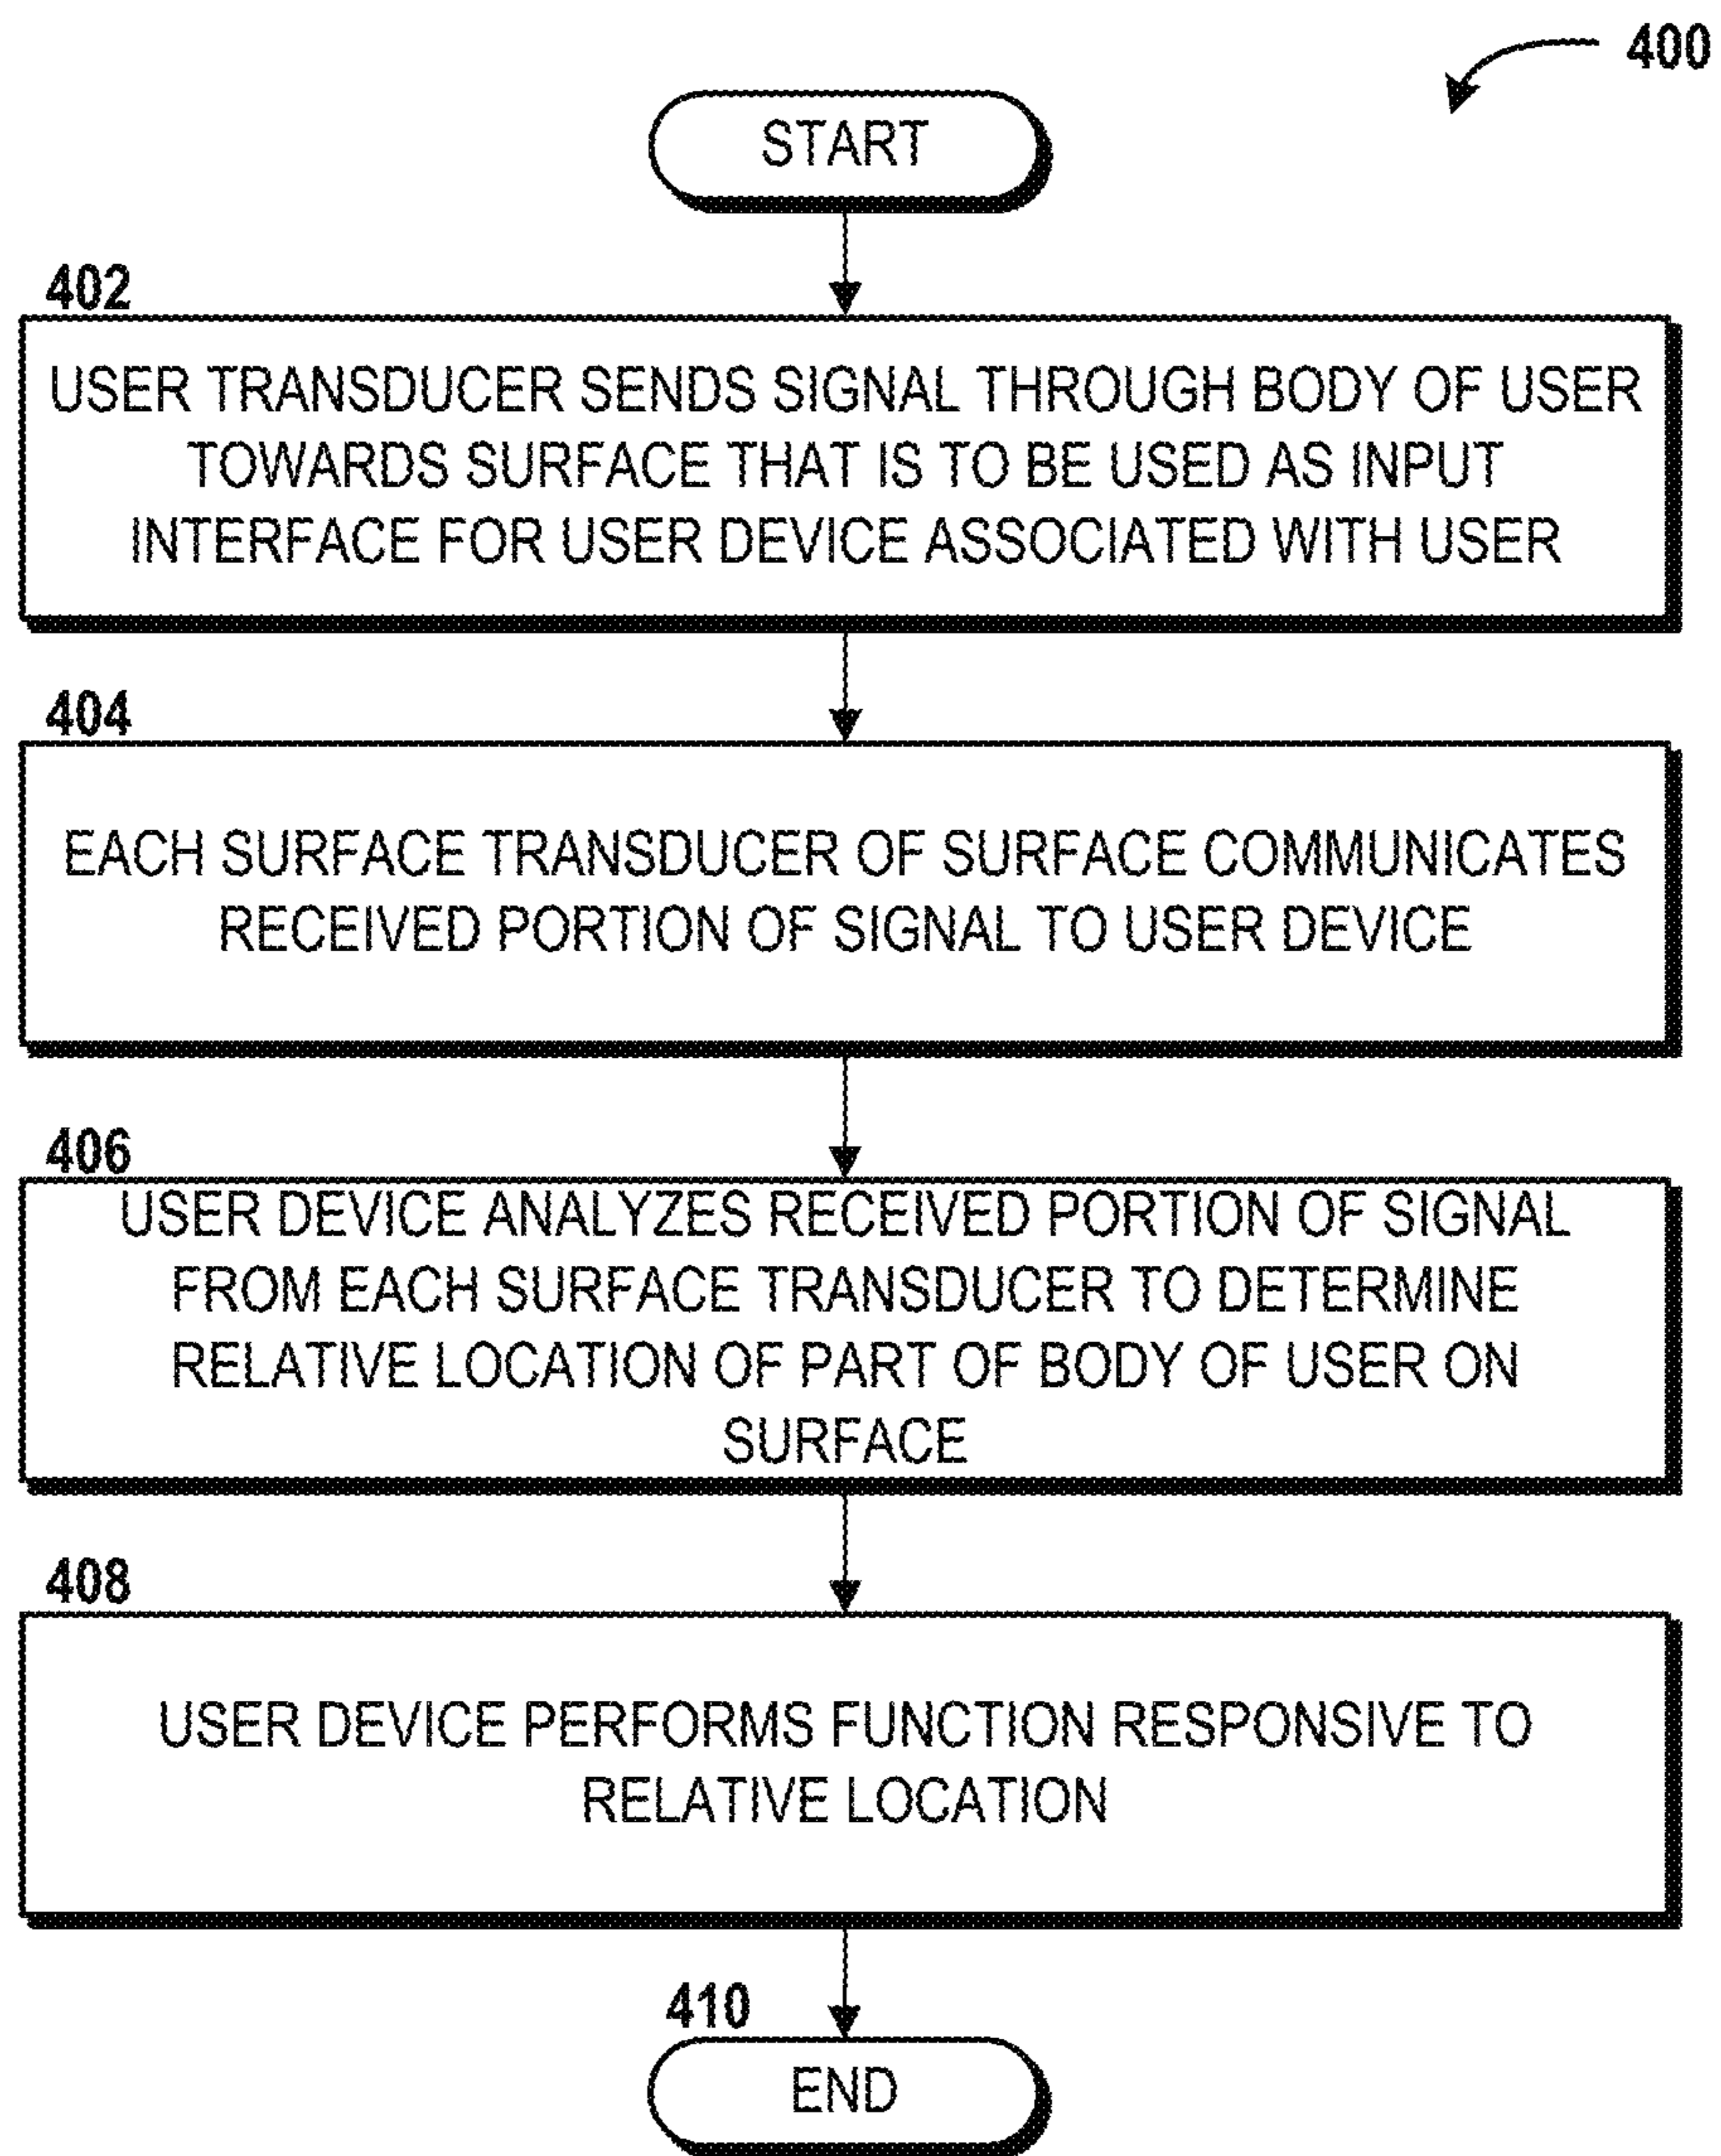 400
START
402
USER TRANSDUCER SENDS SIGNAL THROUGH BODY OF USER
TOWARDS SURFACE THAT IS TO BE USED AS INPUT
INTERFACE FOR USER DEVICE ASSOCIATED WITH USER
404
EACH SURFACE TRANSDUCER OF SURFACE COMMUNICATES
RECEIVED PORTION OF SIGNAL TO USER DEVICE
406
USER DEVICE ANALYZES RECEIVED PORTION OF SIGNAL
FROM EACH SURFACE TRANSDUCER TO DETERMINE
RELATIVE LOCATION OF PART OF BODY OF USER ON
SURFACE
408
USER DEVICE PERFORMS FUNCTION RESPONSIVE TO
RELATIVE LOCATION
410
END